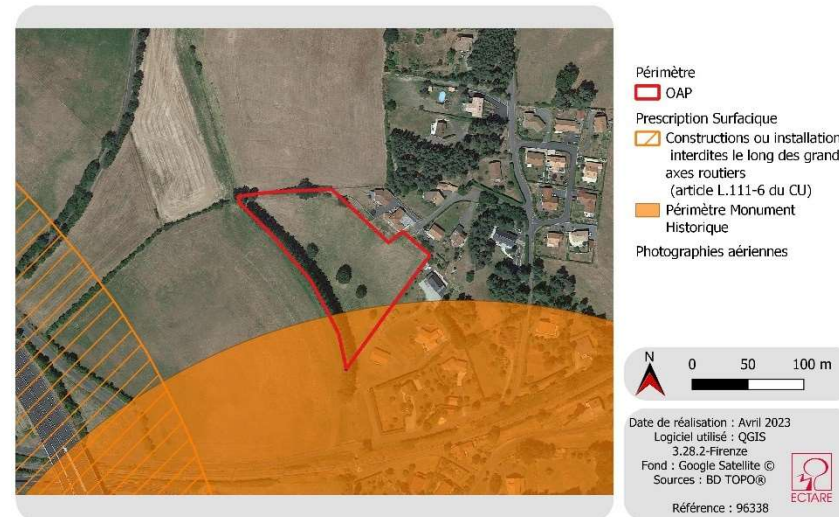 Périmètre
OAP
Prescription Surfacique
Constructions ou installation
interdites le long des grand
axes routiers
(article L.111-6 du CU)
Périmètre Monument
Historique
Photographies aériennes
N
0 50 100 m
Date de réalisation : Avril 2023
Logiciel utilisé : QGIS
3.28.2-Firenze
Fond : Google Satellite ©
Sources : BD TOPO®
ECTARE
Référence : 96338